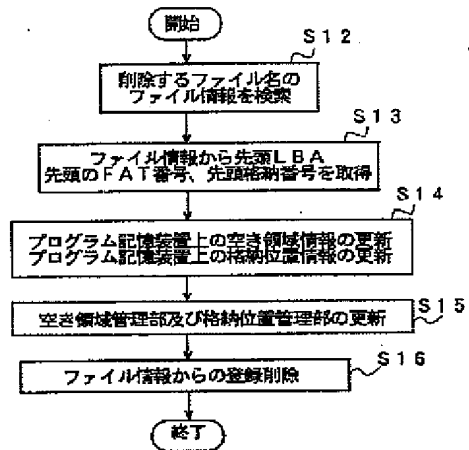 開始
S12
削除するファイル名の
ファイル情報を検索
S13
ファイル情報から先頭LBA
先頭のFAT番号、先頭格納番号を取得
S14
プログラム記憶装置上の空き領域情報の更新
プログラム記憶装置上の格納位置情報の更新
S15
空き領域管理部及び格納位置管理部の更新
S16
ファイル情報からの登録削除
終了